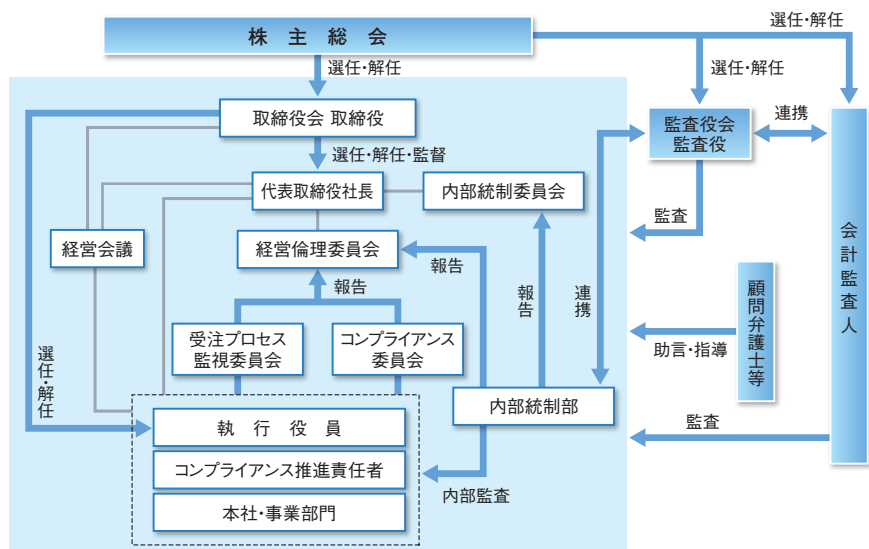 株主総会
選任・解任
選任・解任
選任・解任
取締役会 取締役
監査役会
監査役
連携
選任・解任・監督
代表取締役社長
内部統制委員会
監査
経営会議
経営倫理委員会
報告
報告
報告
連携
会計監査人
顧問弁護士等
受注プロセス
監視委員会
コンプライアンス
委員会
助言・指導
選任・解任
内部統制部
監査
執行役員
コンプライアンス推進責任者
内部監査
本社・事業部門